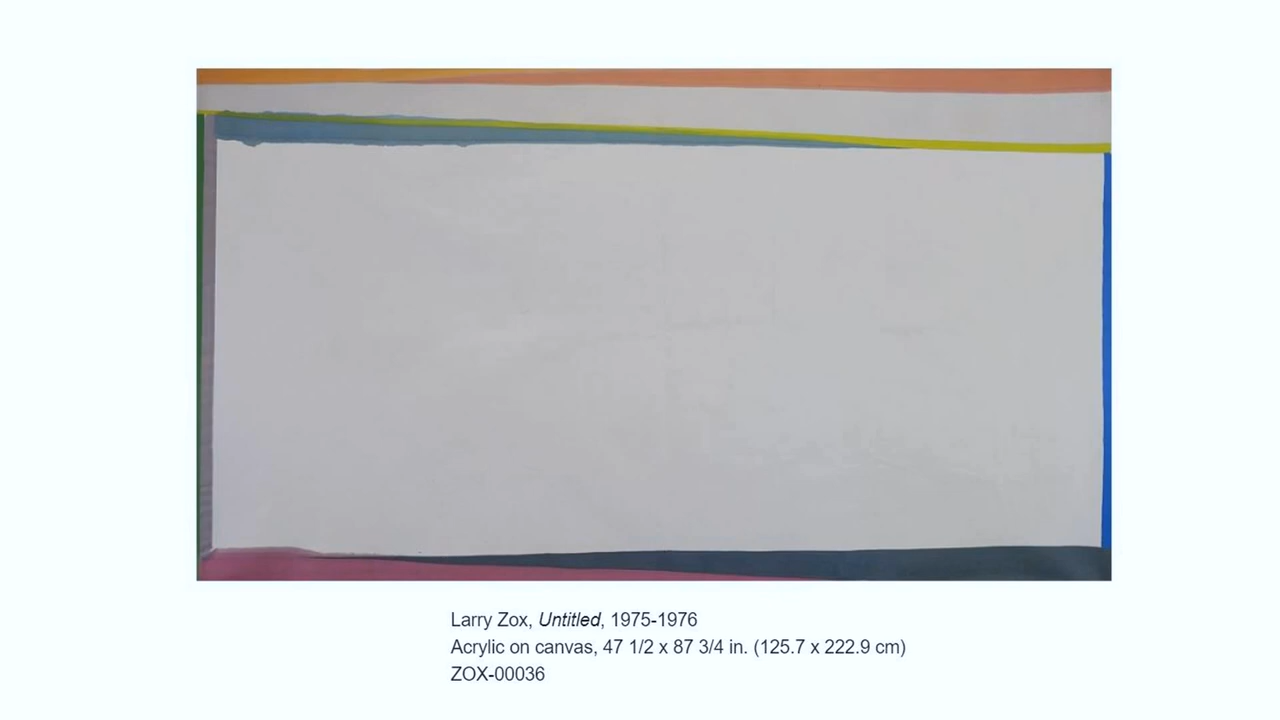 Larry Zox, Untitled, 1975-1976
Acrylic on canvas, 47 1/2 x 87 3/4 in. (125.7 x 222.9 cm)
ZOX-00036